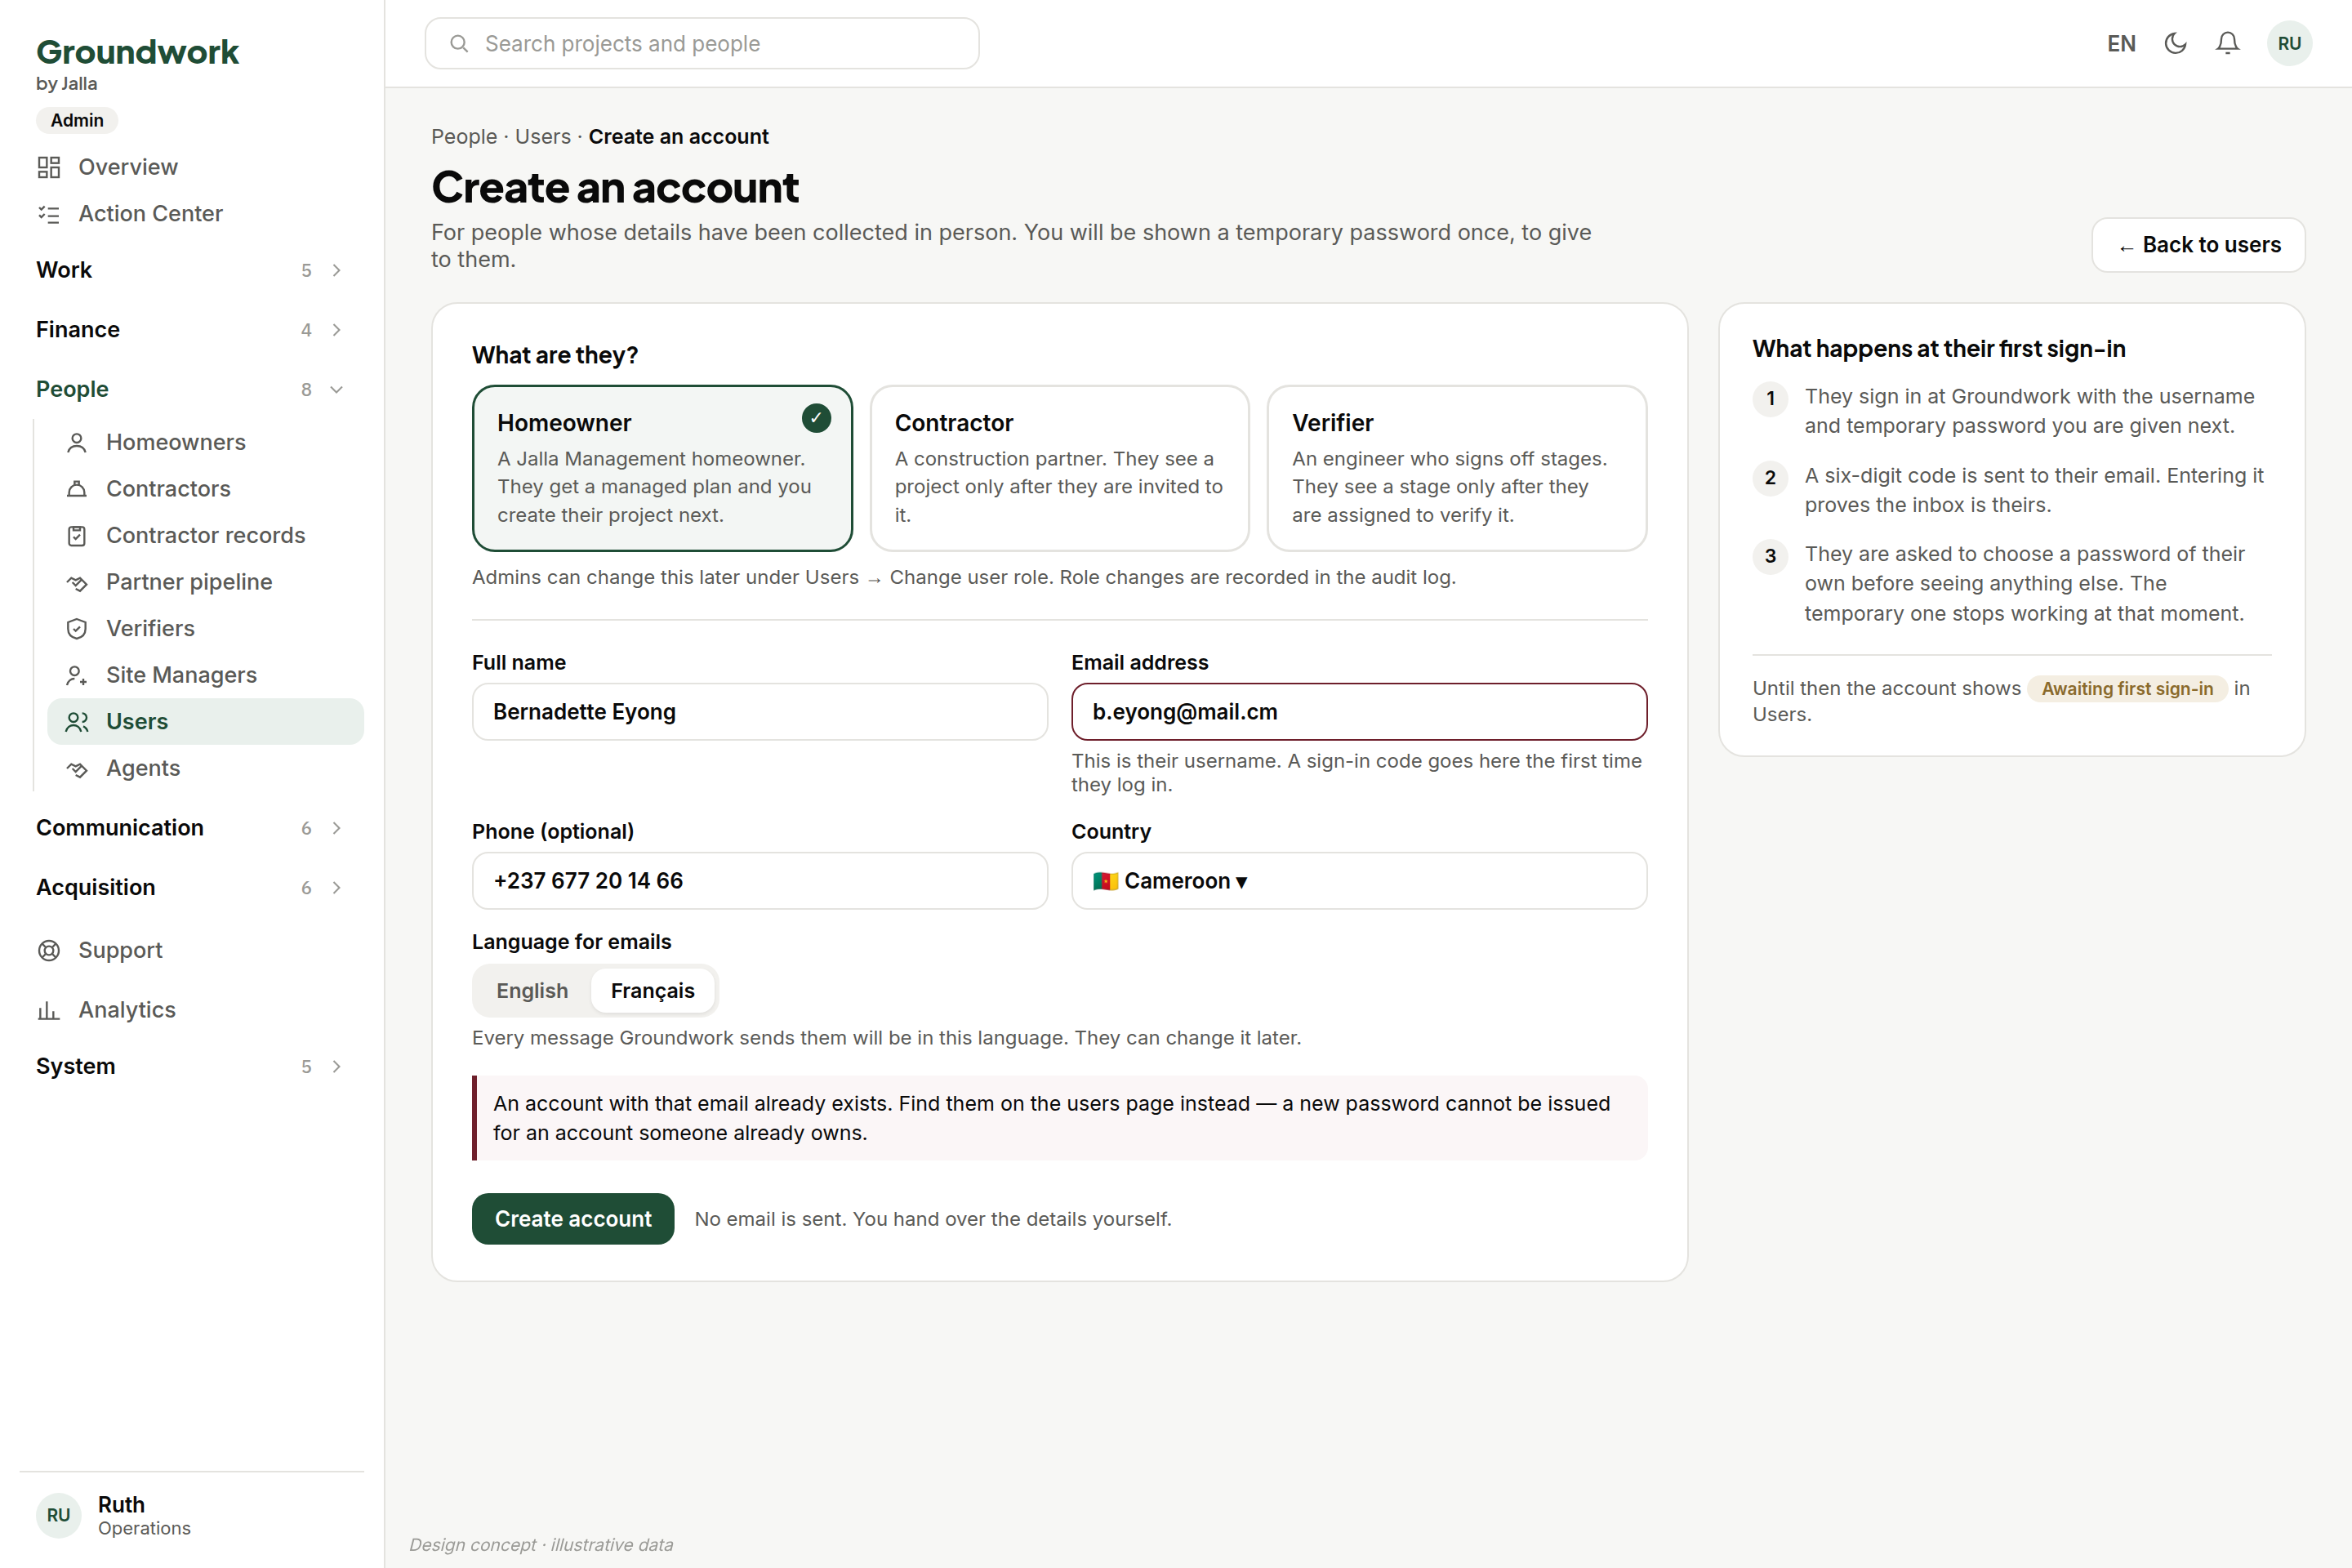 Groundwork
by Jalla
Admin
Overview
Action Center
Work 5
Finance 4
People 8
Homeowners
Contractors
Contractor records
Partner pipeline
Verifiers
Site Managers
Users
Agents
Communication 6
Acquisition 6
Support
Analytics
System 5
RU
Ruth
Operations
Search projects and people
EN
RU
People · Users · Create an account
Create an account
For people whose details have been collected in person. You will be shown a temporary password once, to give
to them.
← Back to users
What are they?
Homeowner ✓
A Jalla Management homeowner.
They get a managed plan and you
create their project next.
Contractor
A construction partner. They see a
project only after they are invited to
it.
Verifier
An engineer who signs off stages.
They see a stage only after they
are assigned to verify it.
Admins can change this later under Users → Change user role. Role changes are recorded in the audit log.
Full name
Bernadette Eyong
Email address
b.eyong@mail.cm
This is their username. A sign-in code goes here the first time
they log in.
Phone (optional)
+237 677 20 14 66
Country
🇨🇲 Cameroon ▾
Language for emails
English Français
Every message Groundwork sends them will be in this language. They can change it later.
An account with that email already exists. Find them on the users page instead — a new password cannot be issued
for an account someone already owns.
Create account
No email is sent. You hand over the details yourself.
What happens at their first sign-in
1 They sign in at Groundwork with the username
and temporary password you are given next.
2 A six-digit code is sent to their email. Entering it
proves the inbox is theirs.
3 They are asked to choose a password of their
own before seeing anything else. The
temporary one stops working at that moment.
Until then the account shows Awaiting first sign-in in
Users.
Design concept · illustrative data